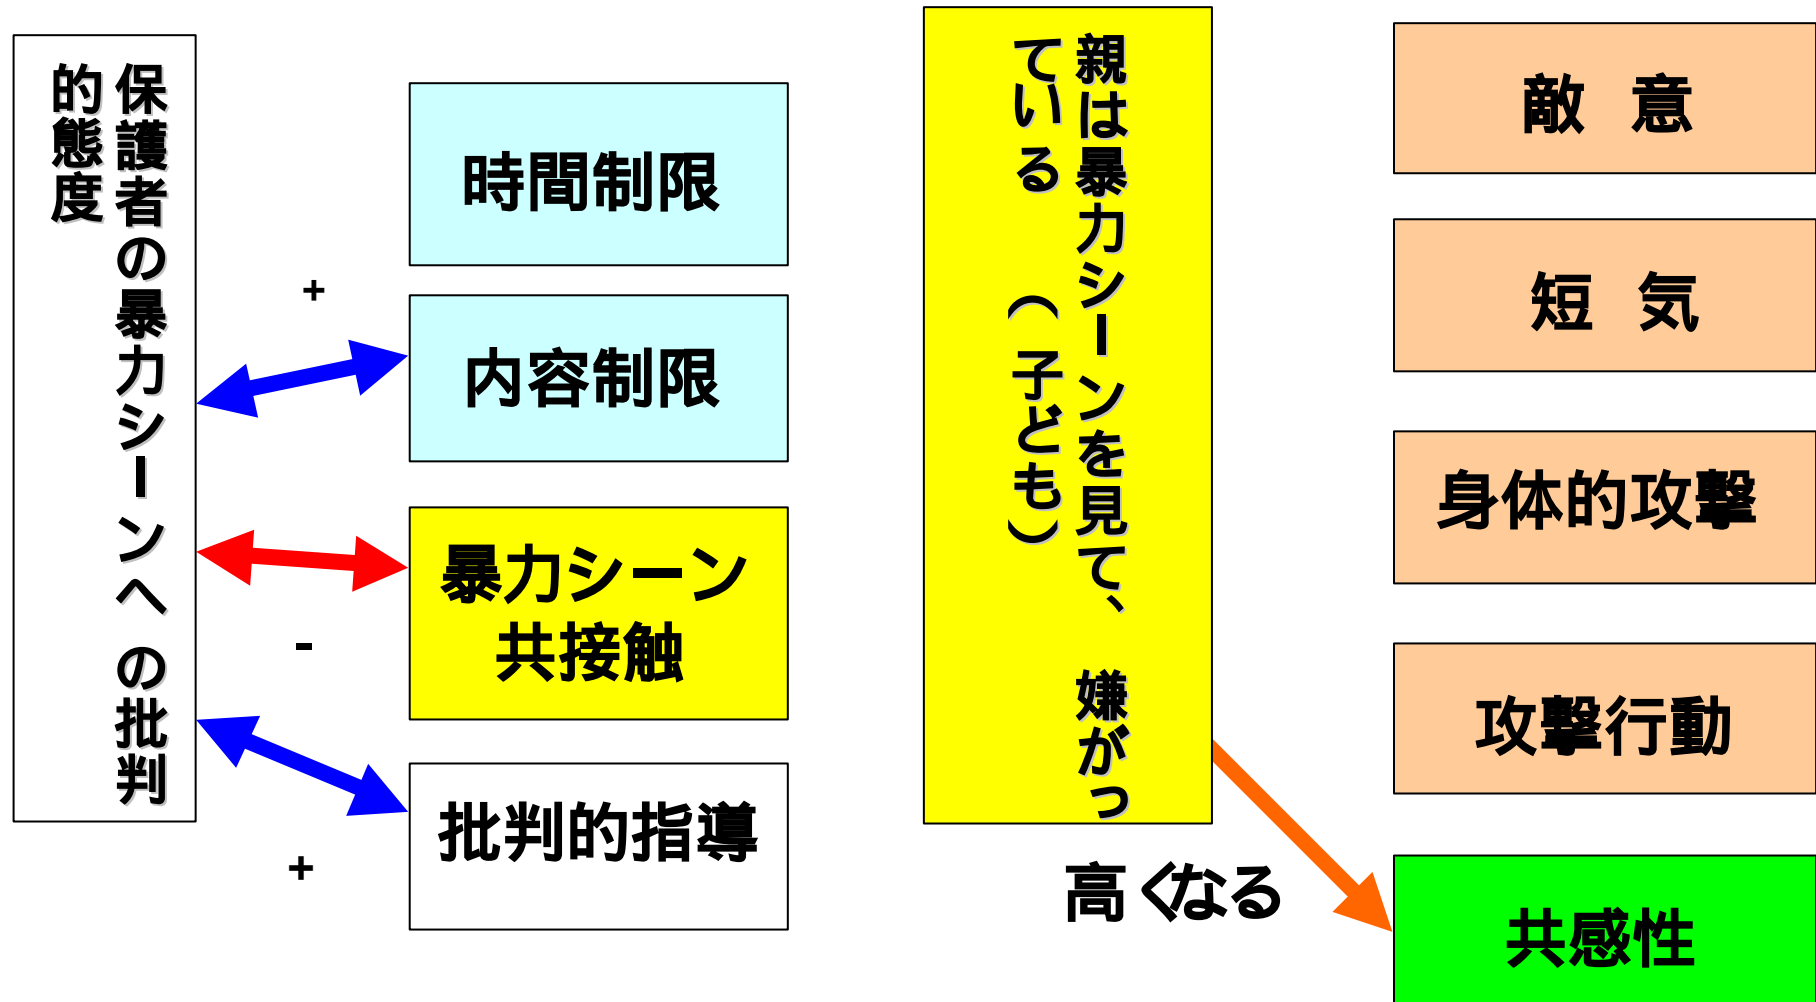 保護者の暴力シーンへ の批判
的態度
時間制限
+
内容制限
暴力シーン
共接触
-
批判的指導
+
親は暴力シーンを見て、 嫌がっ
ている (子ども)
高くなる
敵 意
短 気
身体的攻撃
攻撃行動
共感性